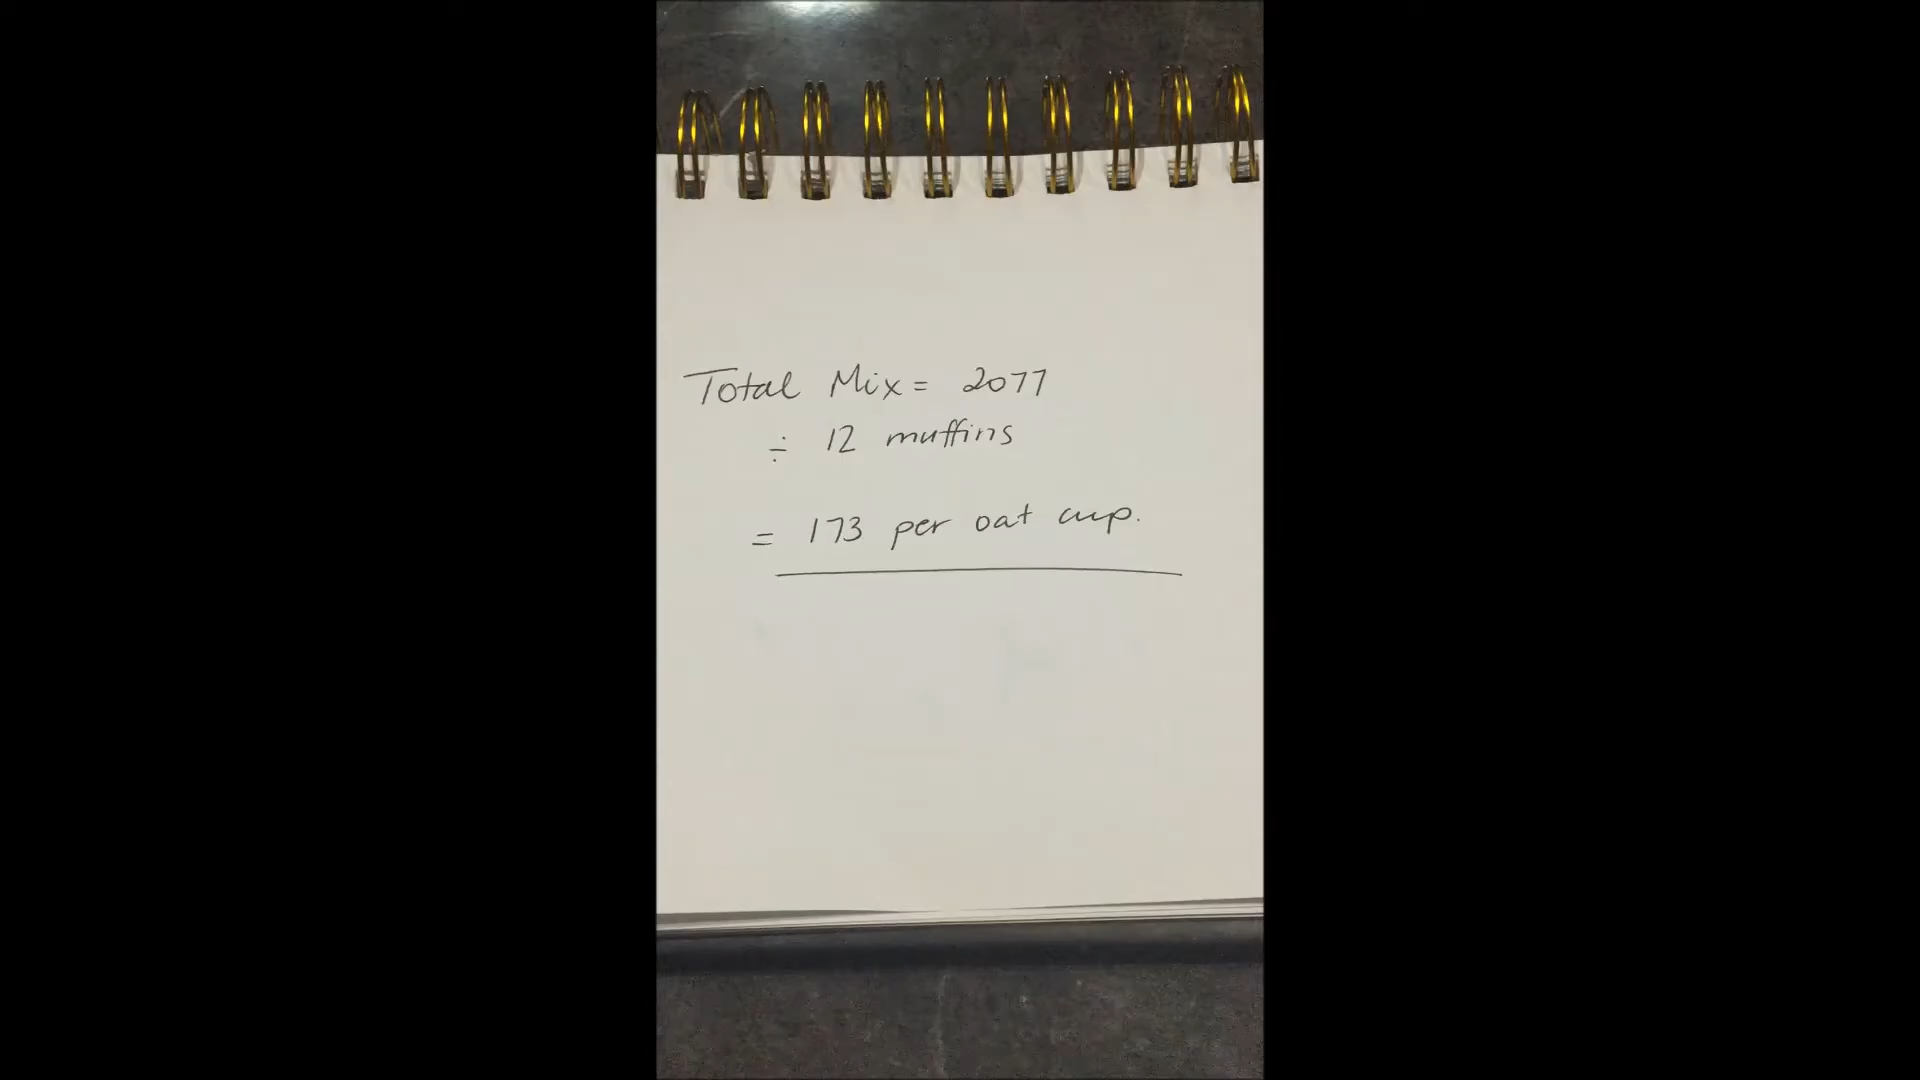 Total Mix = 2077
÷ 12 muffins
= 173 per oat cup.